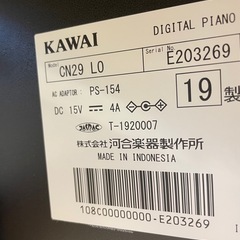 KAWAI DIGITAL PIANO
Model CN29 LO Serial No. E203269
AC ADAPTOR: PS-154
DC 15V 4A 19 製
T-1920007
株式会社 河合楽器製作所
MADE IN INDONESIA
108C00000000-E203269